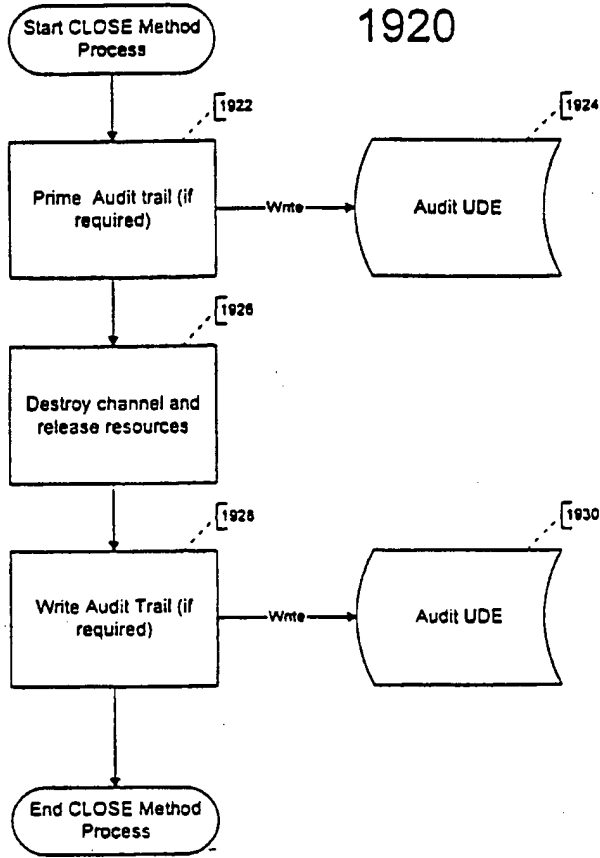 Start CLOSE Method
Process
1920
1922
1924
Prime Audit trail (if
required)
Write
Audit UDE
1926
Destroy channel and
release resources
1928
1930
Write Audit Trail (if
required)
Write
Audit UDE
End CLOSE Method
Process